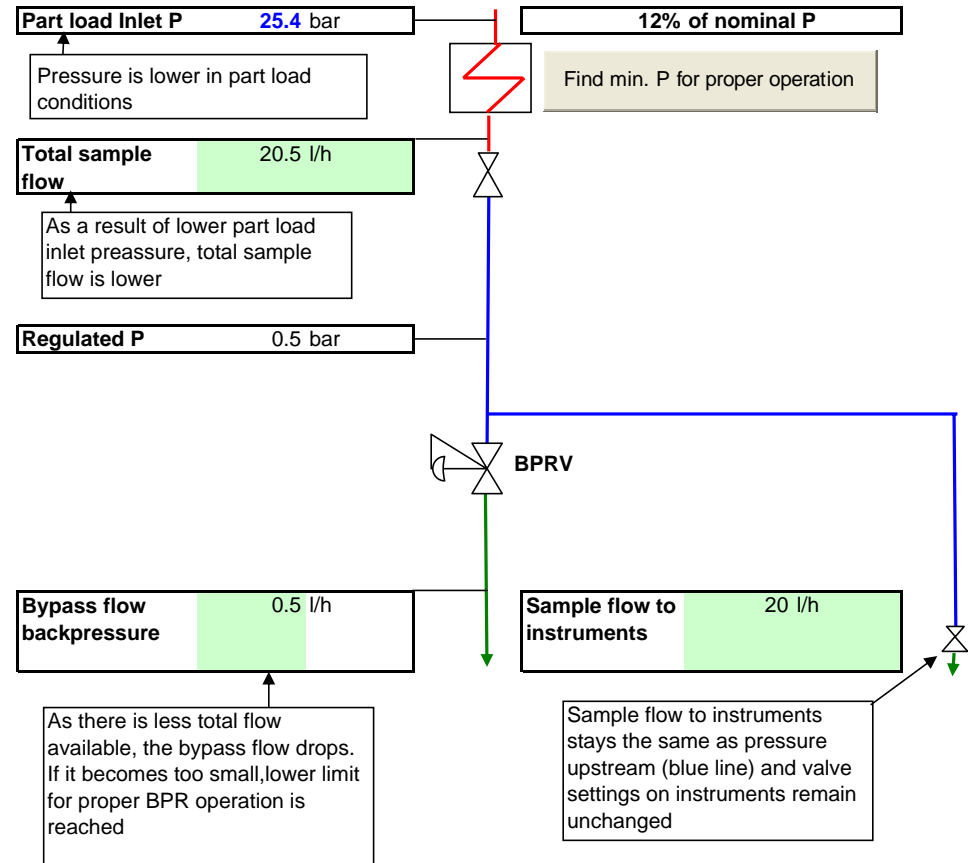 Part load Inlet P 25.4 bar
12% of nominal P
Pressure is lower in part load
conditions
Find min. P for proper operation
Total sample 20.5 l/h
flow
As a result of lower part load
inlet preassure, total sample
flow is lower
Regulated P 0.5 bar
BPRV
Bypass flow 0.5 l/h
backpressure
Sample flow to 20 l/h
instruments
As there is less total flow
available, the bypass flow drops.
If it becomes too small,lower limit
for proper BPR operation is
reached
Sample flow to instruments
stays the same as pressure
upstream (blue line) and valve
settings on instruments remain
unchanged